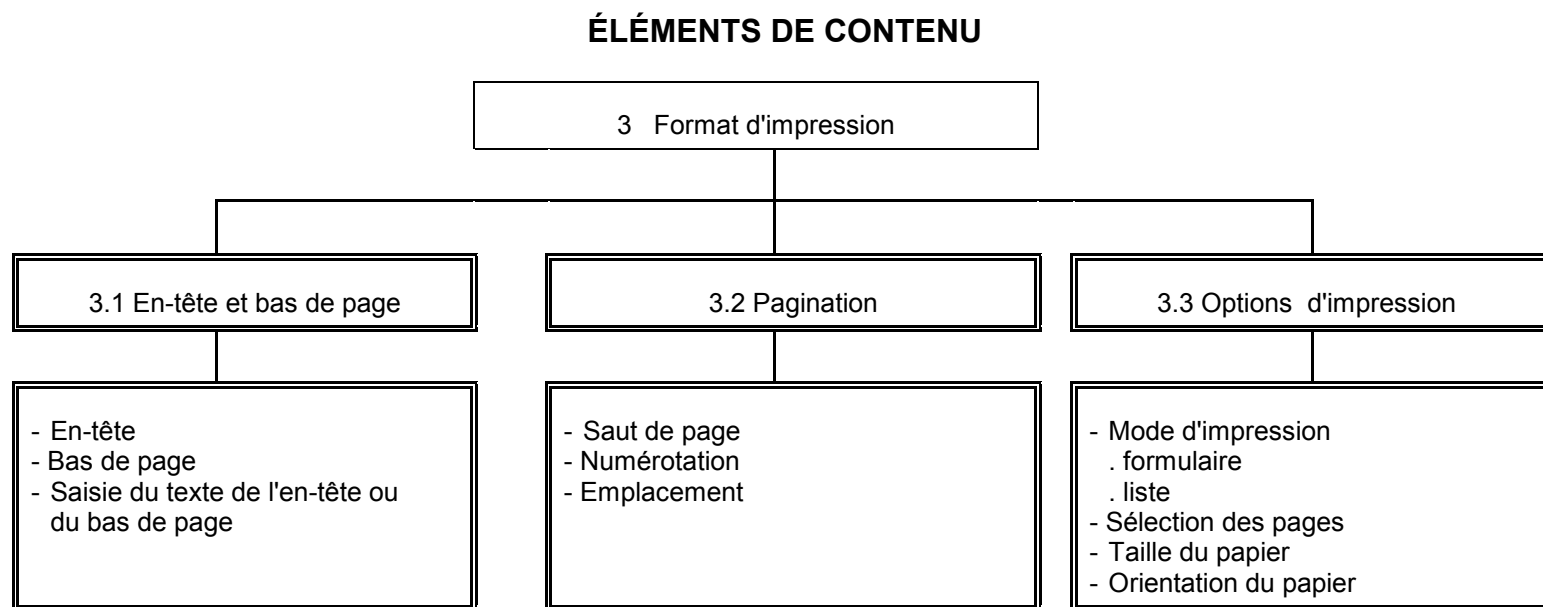 ÉLÉMENTS DE CONTENU
3 Format d'impression
3.1 En-tête et bas de page
3.2 Pagination
3.3 Options d'impression
- En-tête
- Bas de page
- Saisie du texte de l'en-tête ou
du bas de page
- Saut de page
- Numérotation
- Emplacement
- Mode d'impression
. formulaire
. liste
- Sélection des pages
- Taille du papier
- Orientation du papier